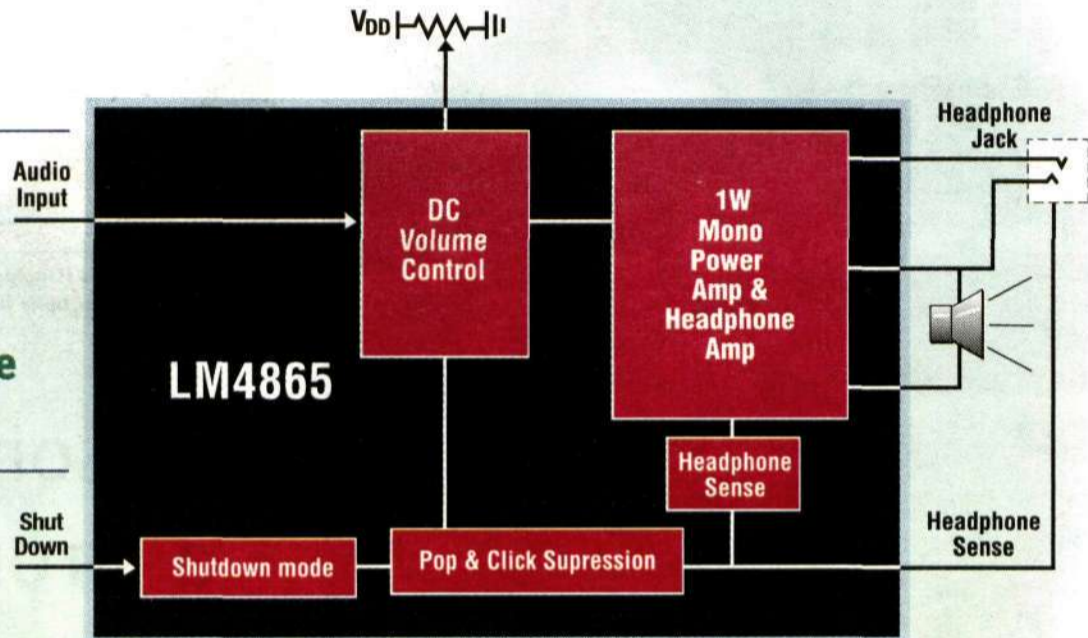 VDD
Headphone
Jack
Audio
Input
DC
Volume
Control
1W
Mono
Power
Amp &
Headphone
Amp
e
LM4865
Headphone
Sense
Shut
Down
Shutdown mode
Pop & Click Supression
Headphone
Sense